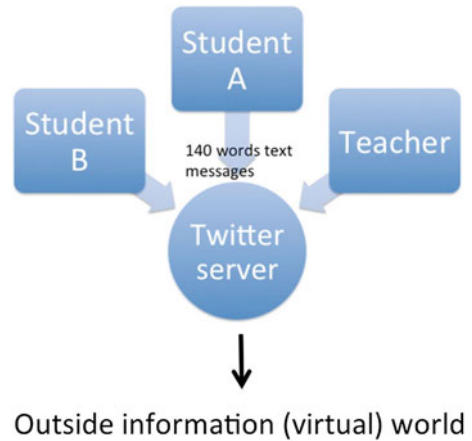 Student
A
Student
B
Teacher
140 words text
messages
Twitter
server
Outside information (virtual) world